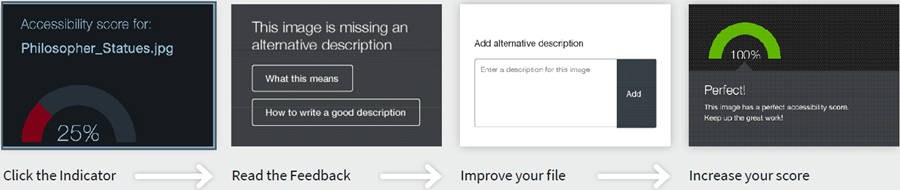 Accessibility score for:
Philosopher_Statues.jpg
25%
Click the Indicator
This image is missing an
alternative description
What this means
How to write a good description
Read the Feedback
Add alternative description
Enter a description for this image
Add
Improve your file
100%
Perfect!
This image has a perfect accessibility score.
Keep up the great work!
Increase your score